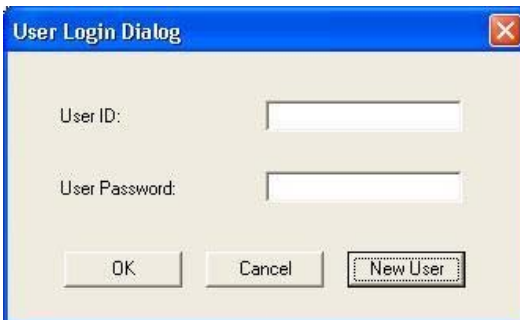 User Login Dialog
User ID:
User Password:
OK Cancel New User